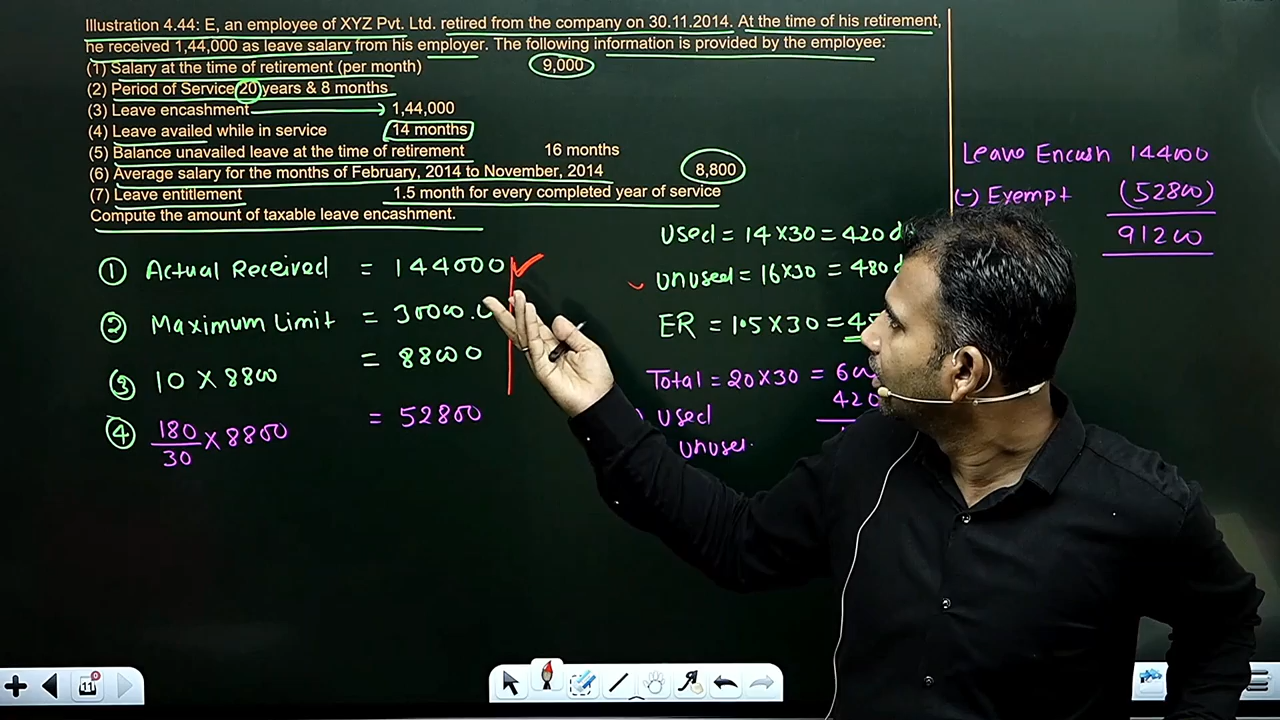 Illustration 4.44: E, an employee of XYZ Pvt. Ltd. retired from the company on 30.11.2014. At the time of his retirement,
he received 1,44,000 as leave salary from his employer. The following information is provided by the employee:
(1) Salary at the time of retirement (per month) 9,000
(2) Period of Service 20 years & 8 months
(3) Leave encashment 1,44,000
(4) Leave availed while in service 14 months
(5) Balance unavailed leave at the time of retirement 16 months
(6) Average salary for the months of February, 2014 to November, 2014 8,800
(7) Leave entitlement 1.5 month for every completed year of service
Compute the amount of taxable leave encashment.
① Actual Received = 144000
② Maximum Limit = 30000.0
③ 10 X 8800 = 8800
④ 180/30 X 8800 = 52800
Used = 14 X 30 = 420
Unused = 16 X 30 = 480
ER = 1.5 X 30 =
Total = 20 X 30 =
420
Used
Leave Encash 144000
(-) Exempt (52800)
91200
11